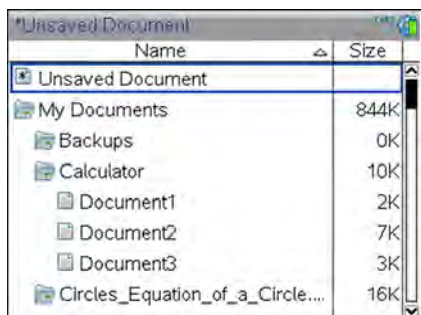 *Unsaved Document
Name Size
Unsaved Document
My Documents 844K
Backups 0K
Calculator 10K
Document1 2K
Document2 7K
Document3 3K
Circles_Equation_of_a_Circle.... 16K